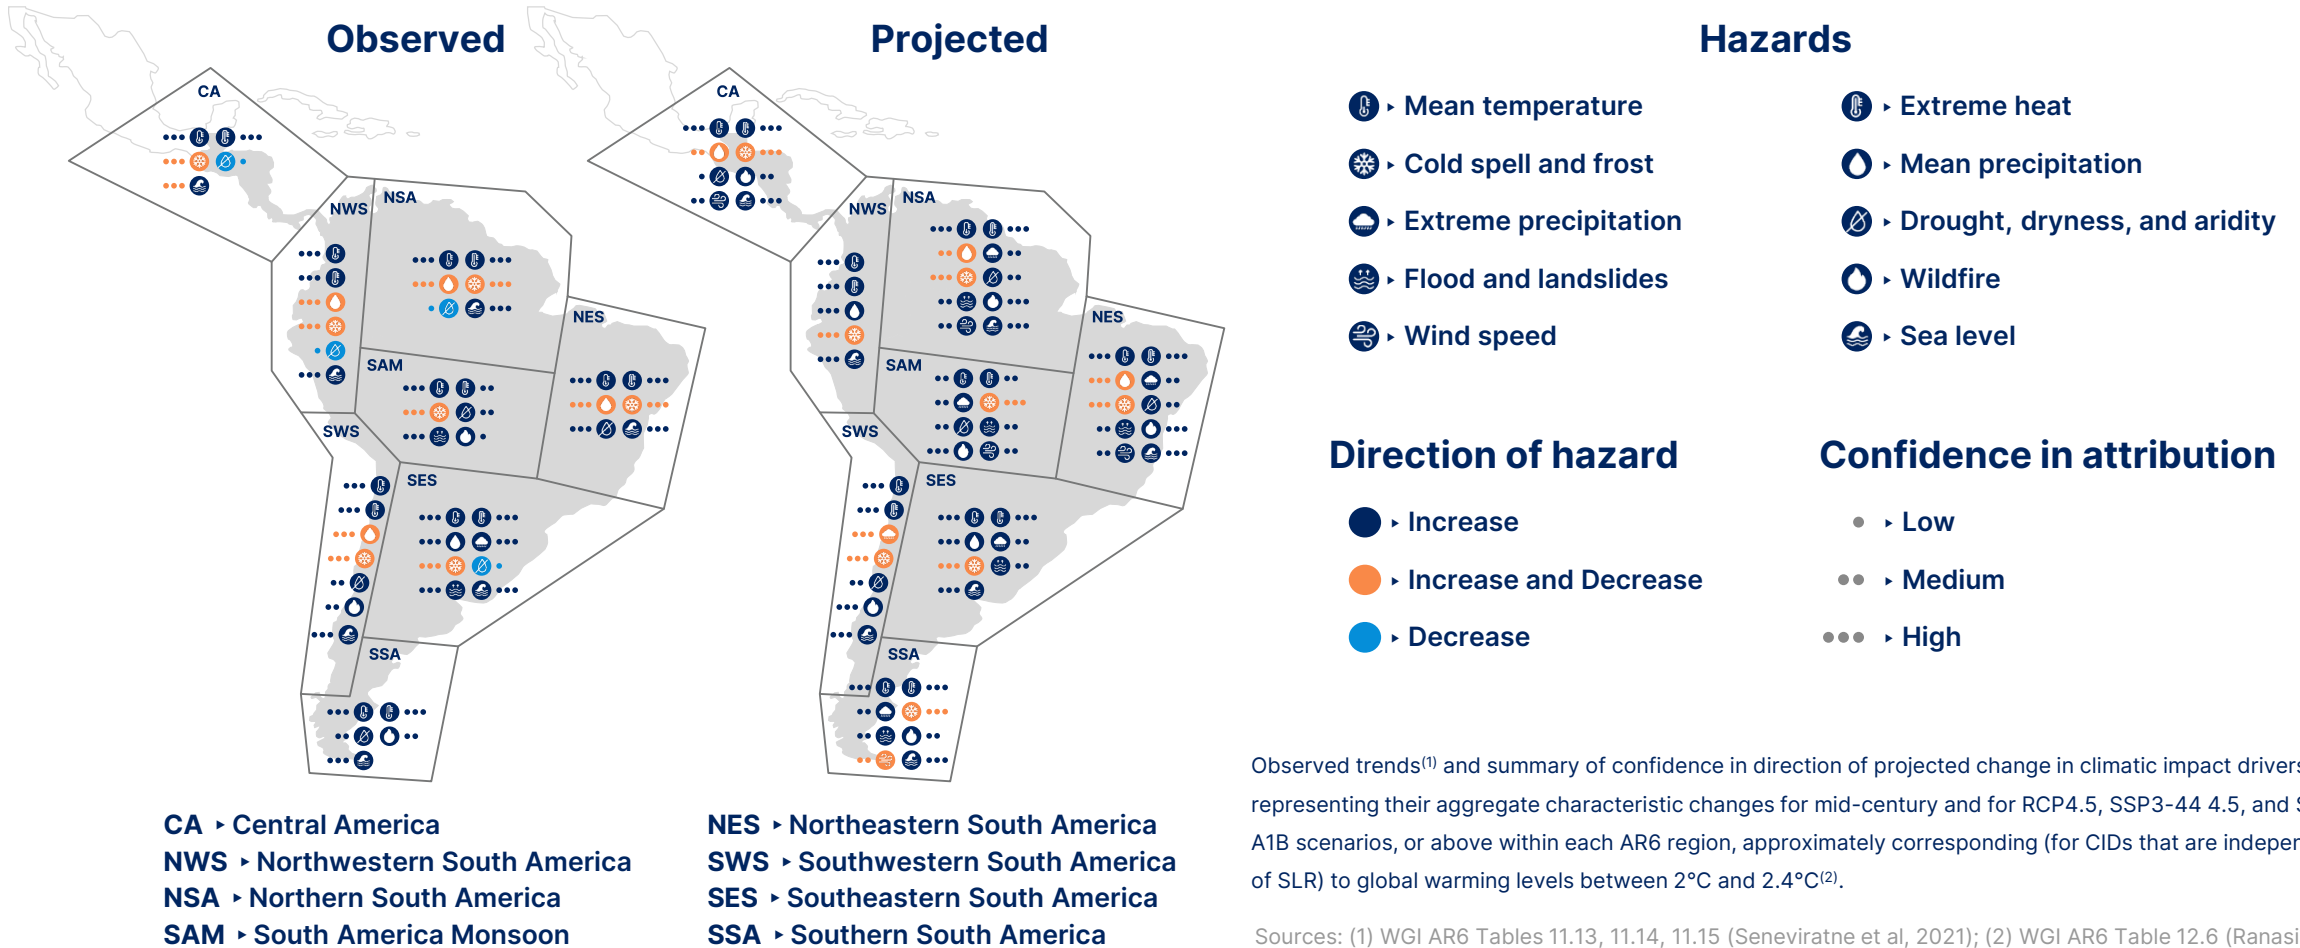 Observed
Projected
Hazards
CA
NWS
NSA
SAM
NES
SWS
SES
SSA
CA
NWS
NSA
SAM
NES
SWS
SES
SSA
Mean temperature
Extreme heat
Cold spell and frost
Mean precipitation
Extreme precipitation
Drought, dryness, and aridity
Flood and landslides
Wildfire
Wind speed
Sea level
Direction of hazard
Increase
Increase and Decrease
Decrease
Confidence in attribution
Low
Medium
High
CA ‣ Central America
NWS ‣ Northwestern South America
NSA ‣ Northern South America
SAM ‣ South America Monsoon
NES ‣ Northeastern South America
SWS ‣ Southwestern South America
SES ‣ Southeastern South America
SSA ‣ Southern South America
Observed trends(1) and summary of confidence in direction of projected change in climatic impact drivers
representing their aggregate characteristic changes for mid-century and for RCP4.5, SSP3-44 4.5, and
A1B scenarios, or above within each AR6 region, approximately corresponding (for CIDs that are
of SLR) to global warming levels between 2°C and 2.4°C(2).
Sources: (1) WGI AR6 Tables 11.13, 11.14, 11.15 (Seneviratne et al, 2021); (2) WGI AR6 Table 12.6